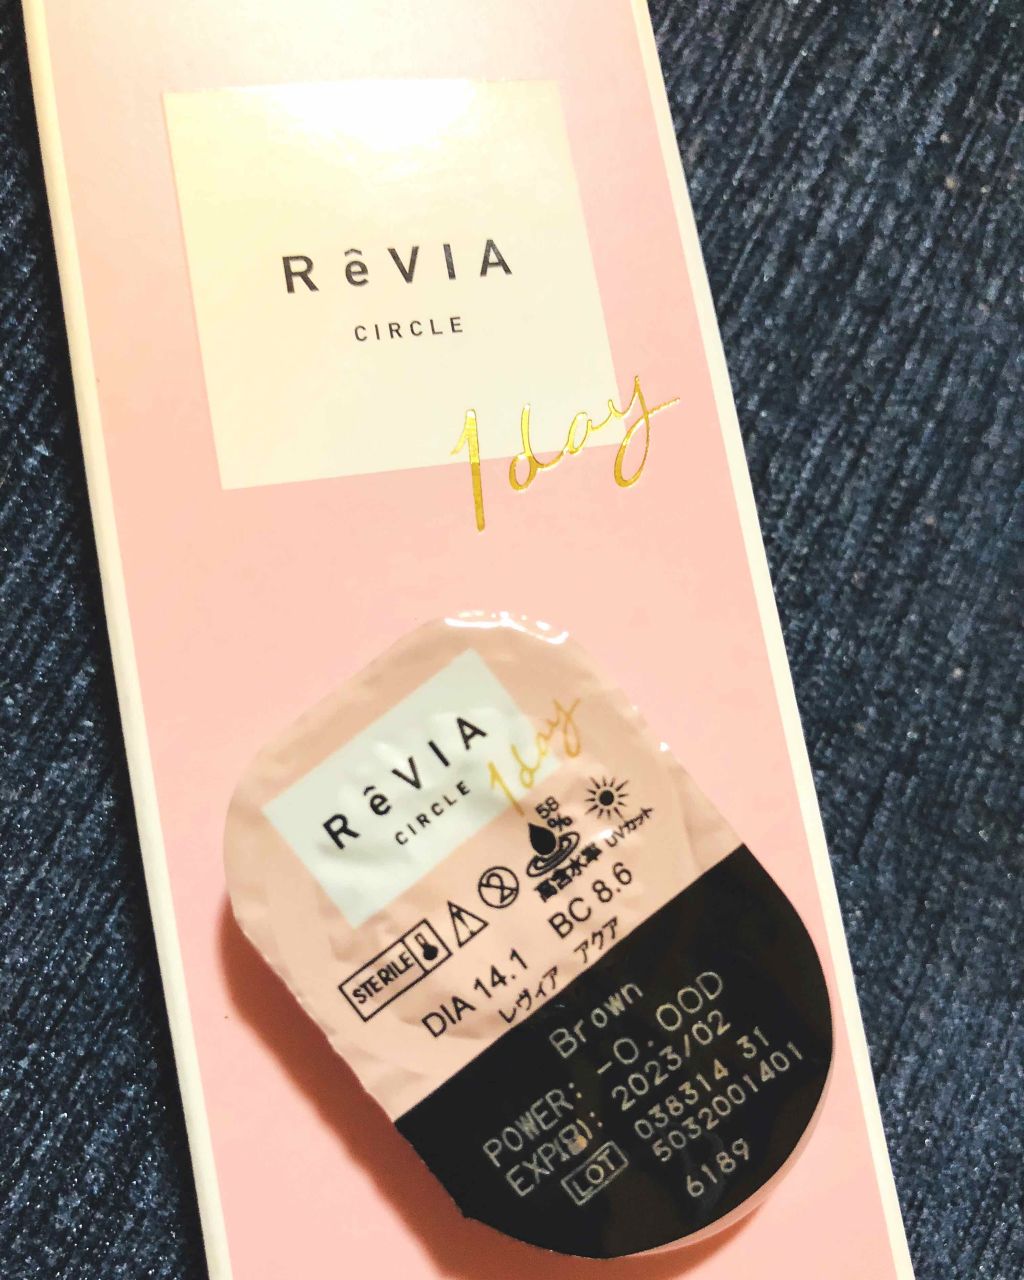 RêVIA
CIRCLE
1day
RêVIA
CIRCLE 1day
58%
高含水率 UVカット
STERILE
DIA 14.1 BC 8.6
レヴィア アクア
Brown
POWER: -0.00D
EXP(): 2023/02
LOT 038314 31
5032001401
6189